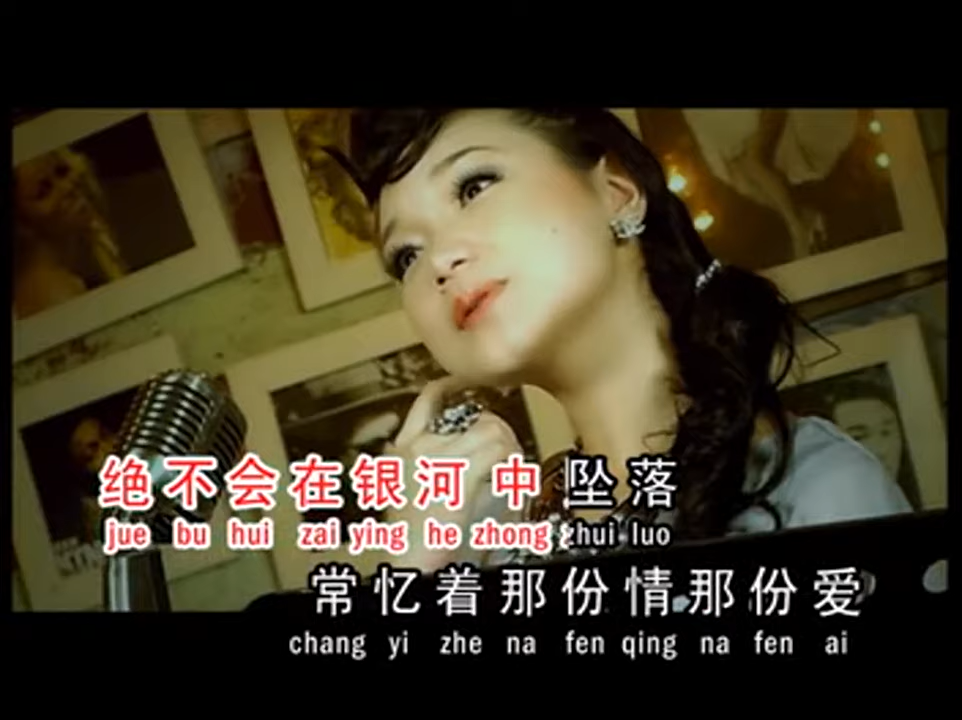 绝不会在银河中坠落
jue bu hui zai ying he zhong zhui luo
常忆着那份情那份爱
chang yi zhe na fen qing na fen ai